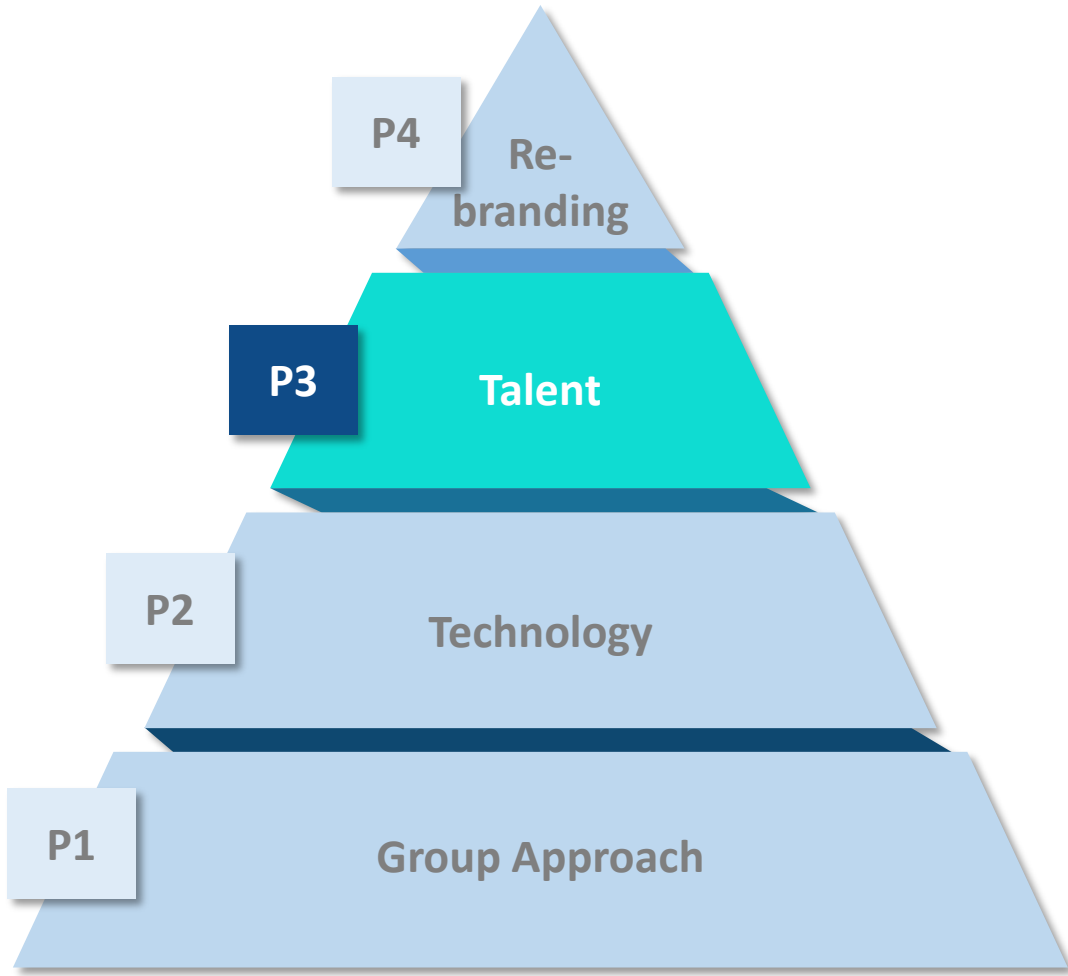 P4
Re-
branding
P3
Talent
P2
Technology
P1
Group Approach